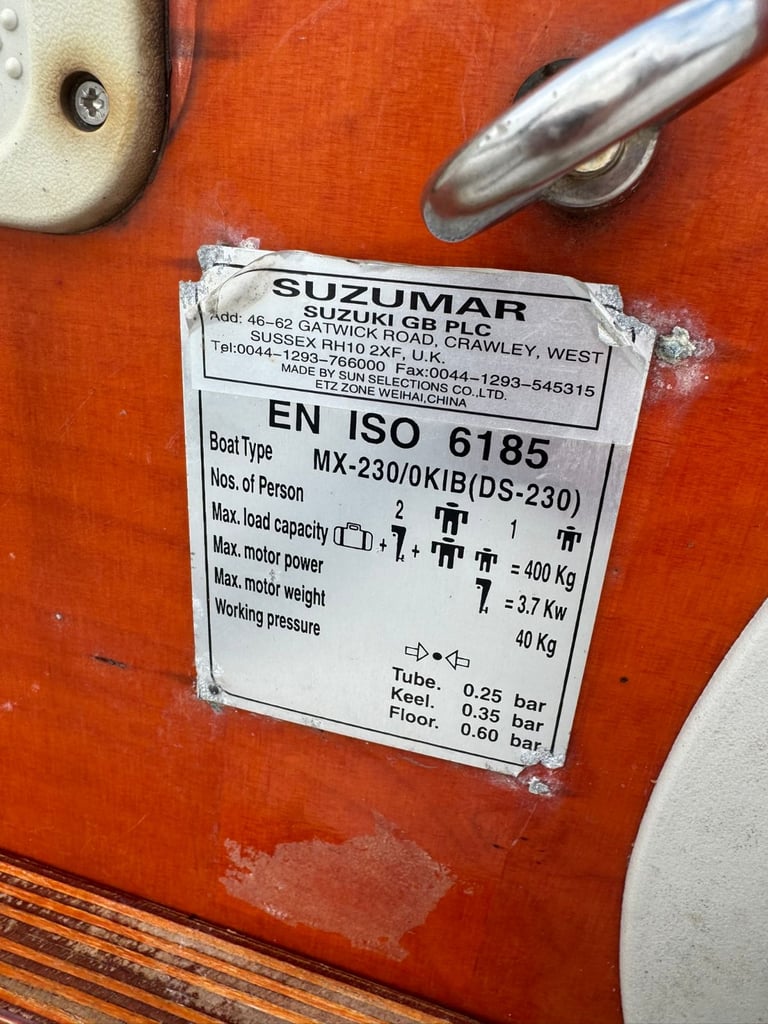 SUZUMAR
SUZUKI GB PLC
Add: 46-62 GATWICK ROAD, CRAWLEY, WEST
SUSSEX RH10 2XF, U.K.
Tel:0044-1293-766000 Fax:0044-1293-545315
MADE BY SUN SELECTIONS CO.,LTD.
ETZ ZONE WEIHAI,CHINA
EN ISO 6185
Boat Type MX-230/0KIB(DS-230)
Nos. of Person 2 1
Max. load capacity + + = 400 Kg
Max. motor power = 3.7 Kw
Max. motor weight 40 Kg
Working pressure
Tube. 0.25 bar
Keel. 0.35 bar
Floor. 0.60 bar